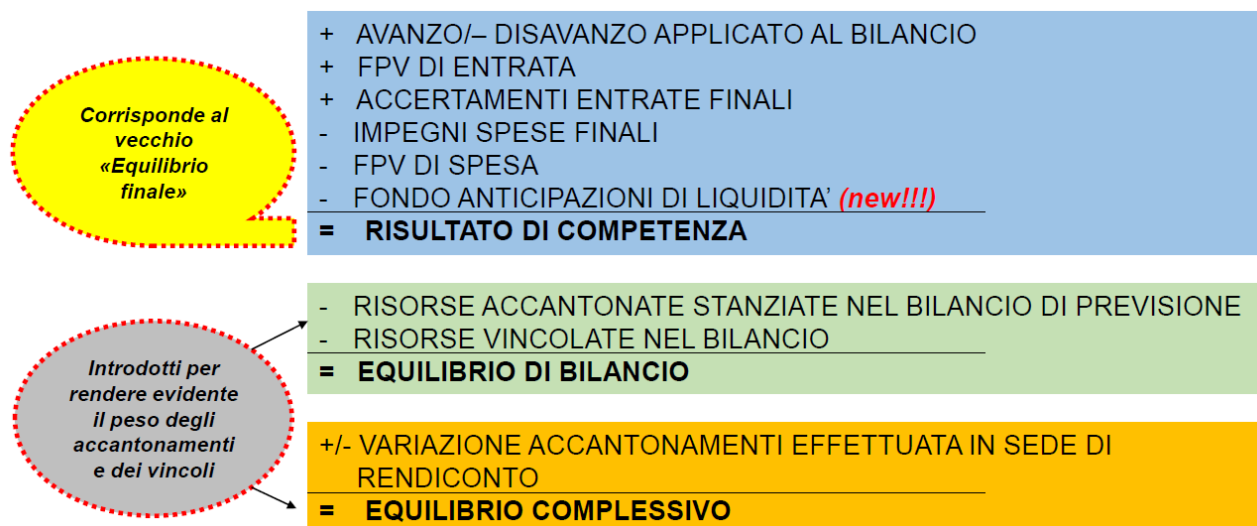 + AVANZO/– DISAVANZO APPLICATO AL BILANCIO
+ FPV DI ENTRATA
+ ACCERTAMENTI ENTRATE FINALI
- IMPEGNI SPESE FINALI
- FPV DI SPESA
- FONDO ANTICIPAZIONI DI LIQUIDITA’ (new!!!)
= RISULTATO DI COMPETENZA
Corrisponde al
vecchio
«Equilibrio
finale»
- RISORSE ACCANTONATE STANZIATE NEL BILANCIO DI PREVISIONE
- RISORSE VINCOLATE NEL BILANCIO
= EQUILIBRIO DI BILANCIO
Introdotti per
rendere evidente
il peso degli
accantonamenti
e dei vincoli
+/- VARIAZIONE ACCANTONAMENTI EFFETTUATA IN SEDE DI
RENDICONTO
= EQUILIBRIO COMPLESSIVO